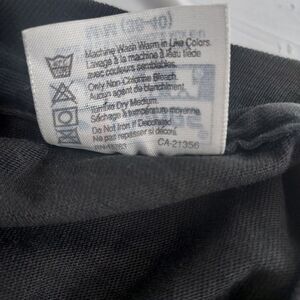 (38-40)
Machine Wash Warm in Like Colors.
Lavage à la machine à l'eau tiède
avec couleurs semblables.
Only Non-Chlorine Bleach.
Aucun agent de blanchiment.
Tumble Dry Medium.
Séchage à température moyenne.
Do Not Iron if Decorated.
Ne pas repasser si décoré.
CA-21356